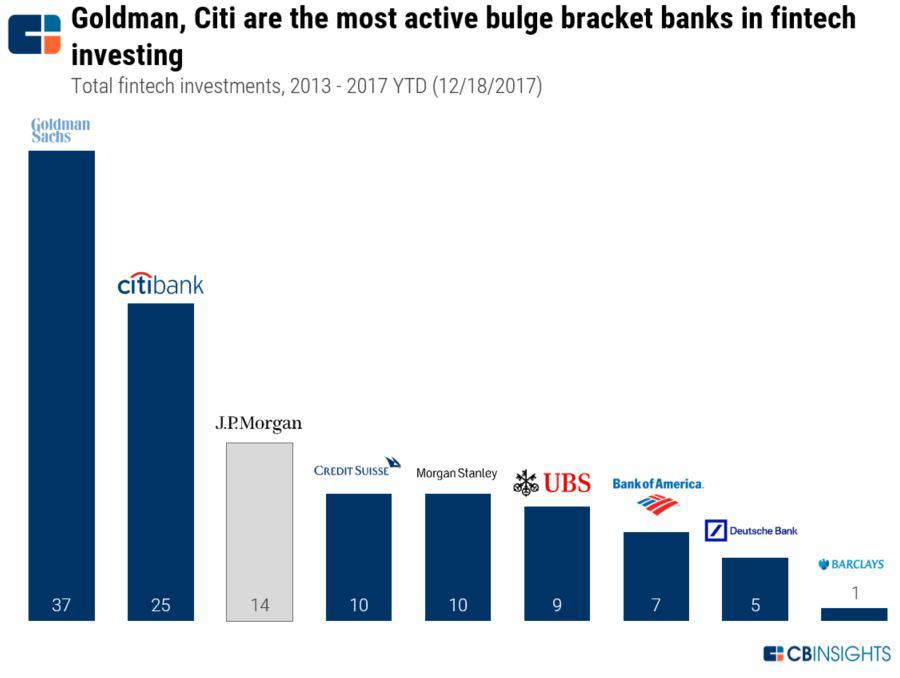 Goldman, Citi are the most active bulge bracket banks in fintech
investing
Total fintech investments, 2013 - 2017 YTD (12/18/2017)
Goldman
Sachs
citibank
J.P.Morgan
CREDIT SUISSE
Morgan Stanley
UBS
Bank of America.
Deutsche Bank
BARCLAYS
37
25
14
10
10
9
7
5
1
CBINSIGHTS